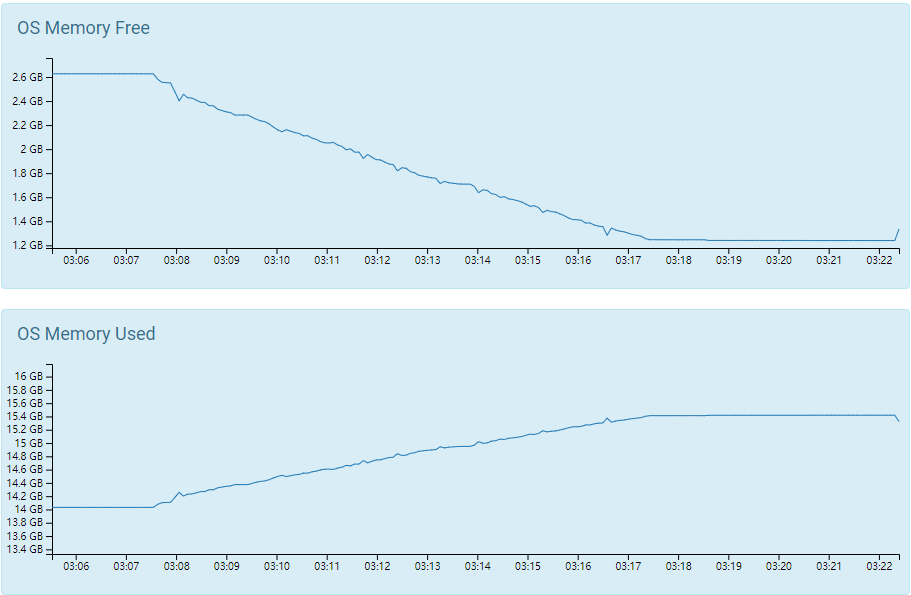 OS Memory Free
2.6 GB
2.4 GB
2.2 GB
2 GB
1.8 GB
1.6 GB
1.4 GB
1.2 GB
03:06 03:07 03:08 03:09 03:10 03:11 03:12 03:13 03:14 03:15 03:16 03:17 03:18 03:19 03:20 03:21 03:22
OS Memory Used
16 GB
15.8 GB
15.6 GB
15.4 GB
15.2 GB
15 GB
14.8 GB
14.6 GB
14.4 GB
14.2 GB
14 GB
13.8 GB
13.6 GB
13.4 GB
03:06 03:07 03:08 03:09 03:10 03:11 03:12 03:13 03:14 03:15 03:16 03:17 03:18 03:19 03:20 03:21 03:22